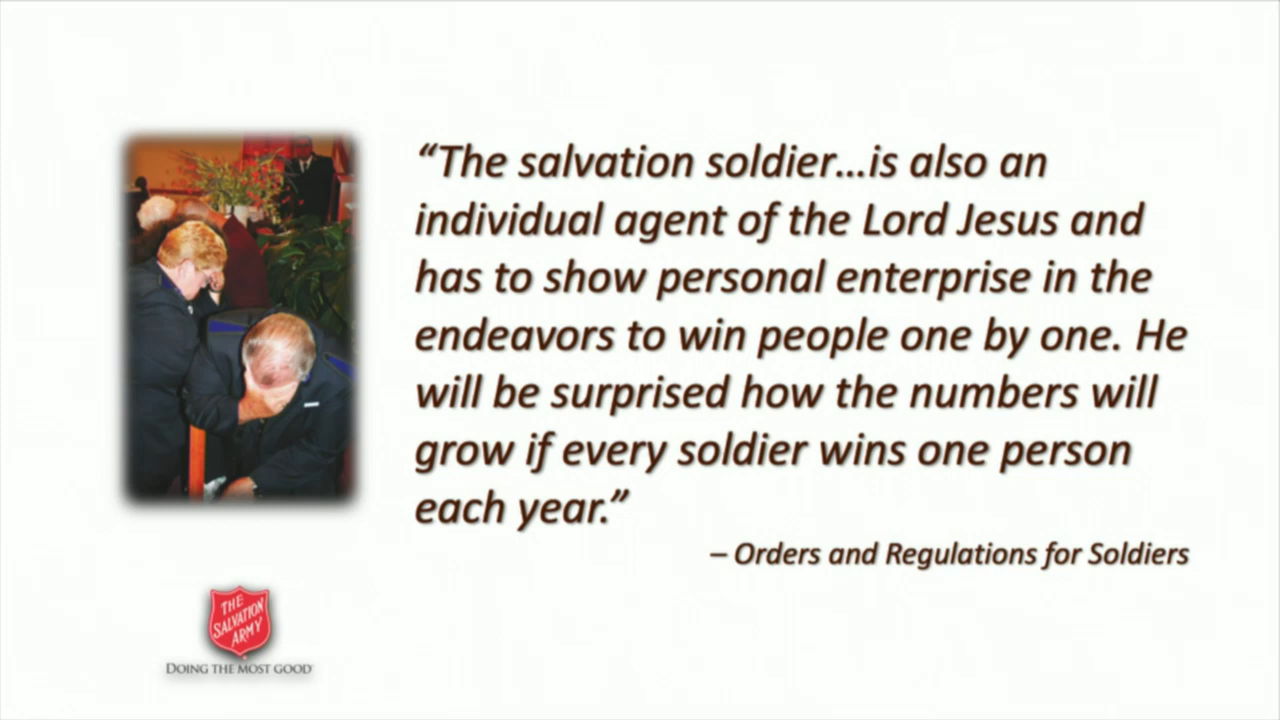 “The salvation soldier...is also an
individual agent of the Lord Jesus and
has to show personal enterprise in the
endeavors to win people one by one. He
will be surprised how the numbers will
grow if every soldier wins one person
each year.”
– Orders and Regulations for Soldiers
THE
SALVATION
ARMY
DOING THE MOST GOOD